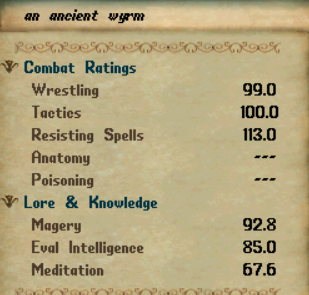 an ancient wyrm
Combat Ratings
Wrestling 99.0
Tactics 100.0
Resisting Spells 113.0
Anatomy ---
Poisoning ---
Lore & Knowledge
Magery 92.8
Eval Intelligence 85.0
Meditation 67.6